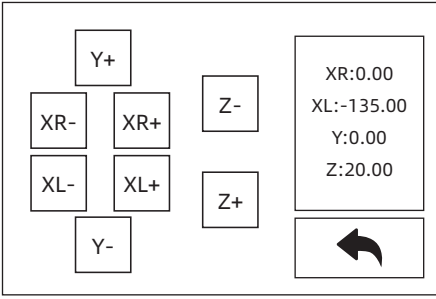 Y+
XR-
XR+
XL-
XL+
Y-
Z-
Z+
XR:0.00
XL:-135.00
Y:0.00
Z:20.00